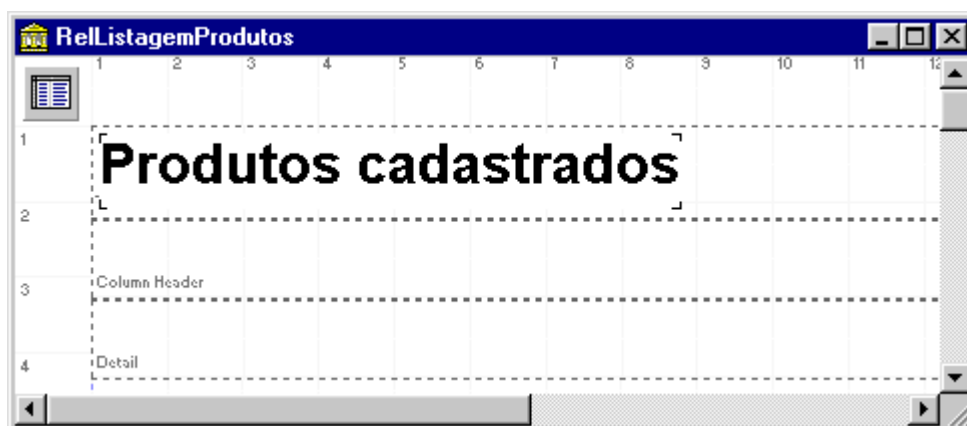 RelListagemProdutos
1 2 3 4 5 6 7 8 9 10 11 12
1
Produtos cadastrados
2
Column Header
3
Detail
4